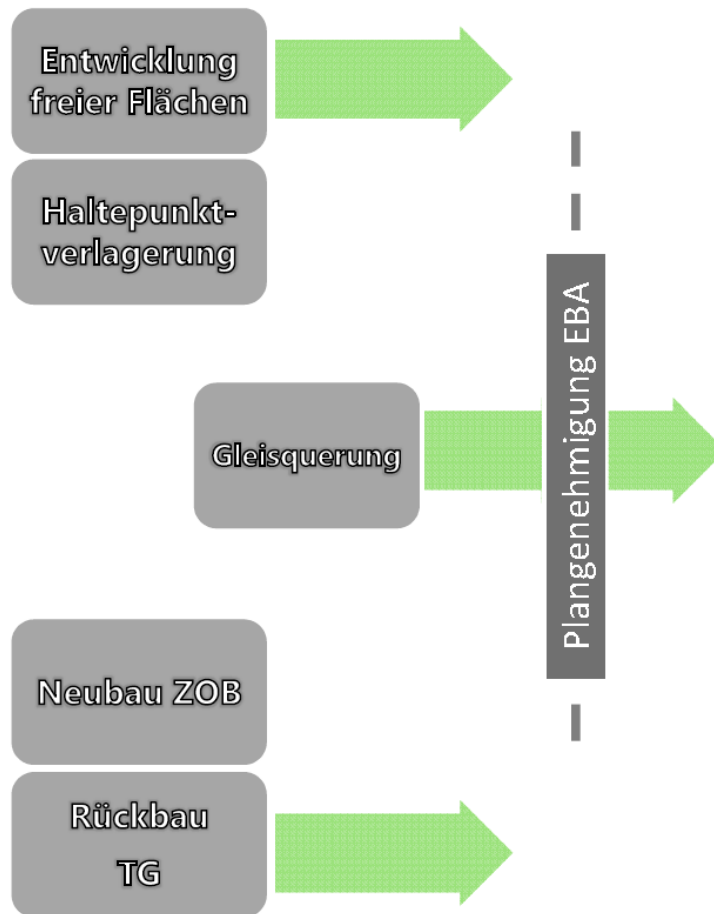 Entwicklung
freier Flächen
Haltepunkt-
verlagerung
Plangenehmigung EBA
Gleisquerung
Neubau ZOB
Rückbau
TG